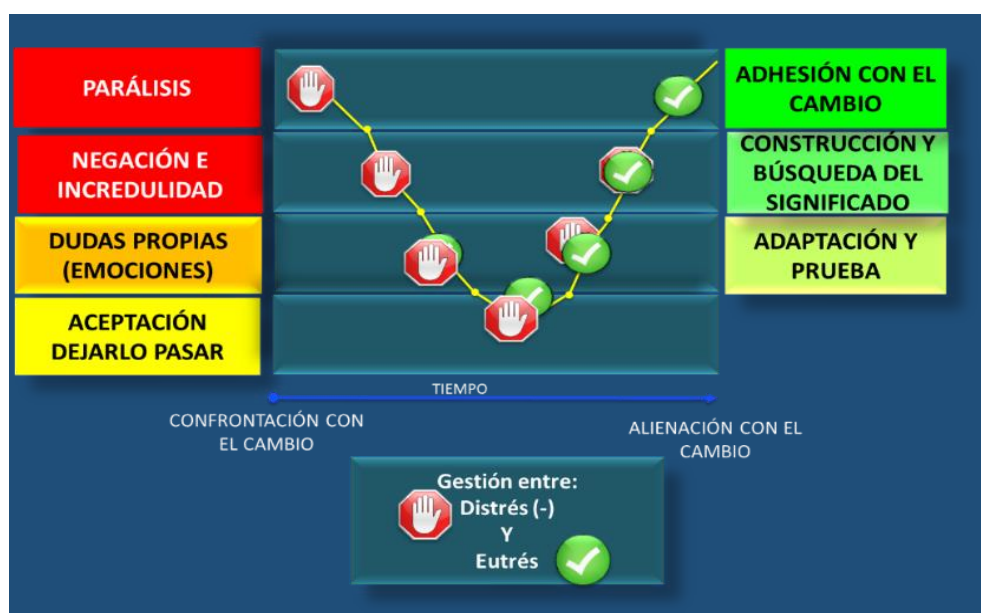 PARÁLISIS
NEGACIÓN E
INCREDULIDAD
DUDAS PROPIAS
(EMOCIONES)
ACEPTACIÓN
DEJARLO PASAR
ADHESIÓN CON EL
CAMBIO
CONSTRUCCIÓN Y
BÚSQUEDA DEL
SIGNIFICADO
ADAPTACIÓN Y
PRUEBA
TIEMPO
CONFRONTACIÓN CON
EL CAMBIO
ALIENACIÓN CON EL
CAMBIO
Gestión entre:
Distrés (-)
Y
Eutrés